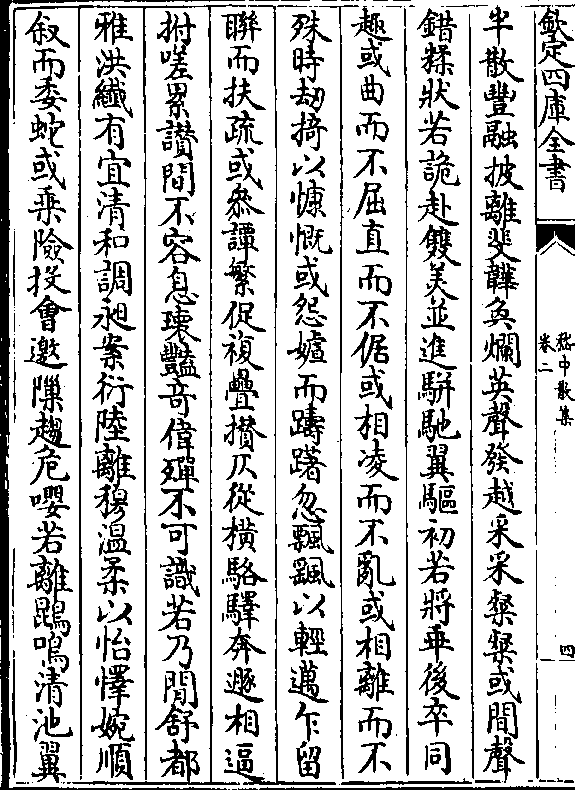 欽定四庫全書
嵇中散集
卷二
四
半散豐融披離斐韡奐爛英聲發越采采粲粲或間聲
錯糅狀若詭赴雙美並進駢馳翼驅初若將乖後卒同
趣或曲而不屈直而不倨或相凌而不亂或相離而不
殊時劫掎以慷慨或怨㜘而躊躇忽飄颻以輕邁乍留
聯而扶疏或參譚繁促複疊攢仄從橫駱驛奔遯相逼
拊嗟累讃間不容息瓌豔奇偉殫不可識若乃閒舒都
雅洪纖有宜清和調昶案衍陸離穆溫柔以怡懌婉順
叙而委蛇或乗險投會邀隟趨危嚶若離鵾鳴清池翼